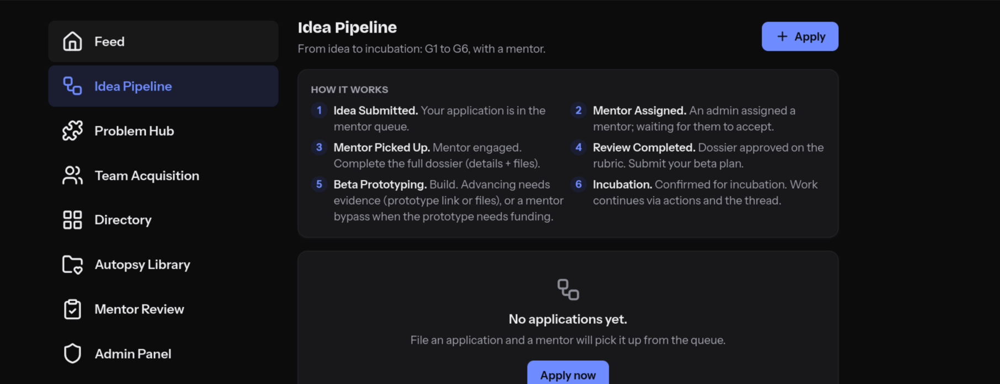 Feed
Idea Pipeline
Problem Hub
Team Acquisition
Directory
Autopsy Library
Mentor Review
Admin Panel
Idea Pipeline
From idea to incubation: G1 to G6, with a mentor.
+ Apply
HOW IT WORKS
1 Idea Submitted. Your application is in the
mentor queue.
2 Mentor Assigned. An admin assigned a
mentor; waiting for them to accept.
3 Mentor Picked Up. Mentor engaged.
Complete the full dossier (details + files).
4 Review Completed. Dossier approved on the
rubric. Submit your beta plan.
5 Beta Prototyping. Build. Advancing needs
evidence (prototype link or files), or a mentor
bypass when the prototype needs funding.
6 Incubation. Confirmed for incubation. Work
continues via actions and the thread.
No applications yet.
File an application and a mentor will pick it up from the queue.
Apply now